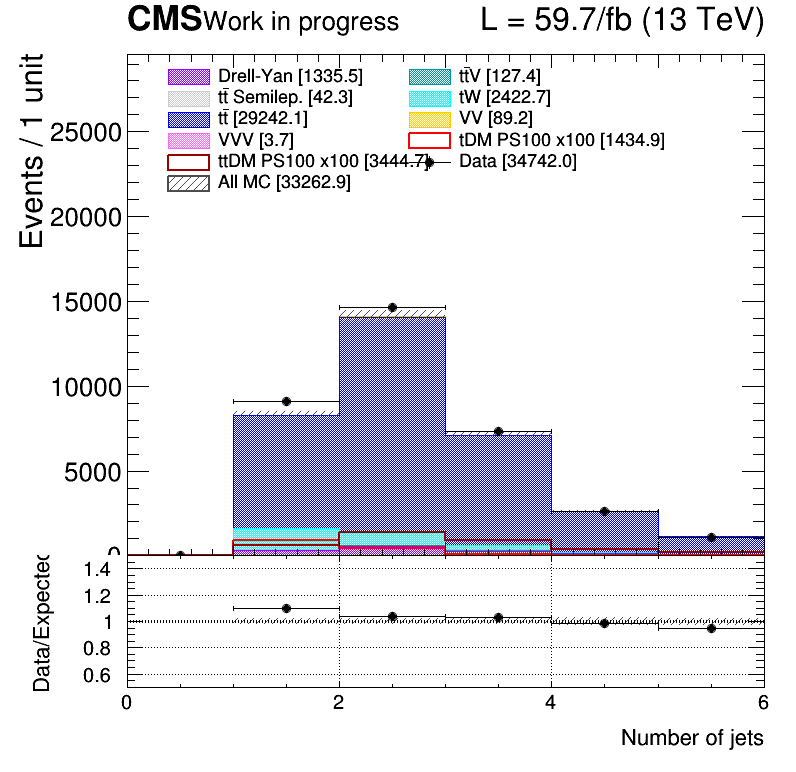 CMS Work in progress L = 59.7/fb (13 TeV)
Events / 1 unit
Drell-Yan [1335.5] tt̄V [127.4]
tt̄ Semilep. [42.3] tW [2422.7]
tt̄ [29242.1] VV [89.2]
VVV [3.7] tDM PS100 x100 [1434.9]
ttDM PS100 x100 [3444.7] Data [34742.0]
All MC [33262.9]
25000
20000
15000
10000
5000
0
Data/Expected
1.4
1.2
1
0.8
0.6
0 2 4 6
Number of jets